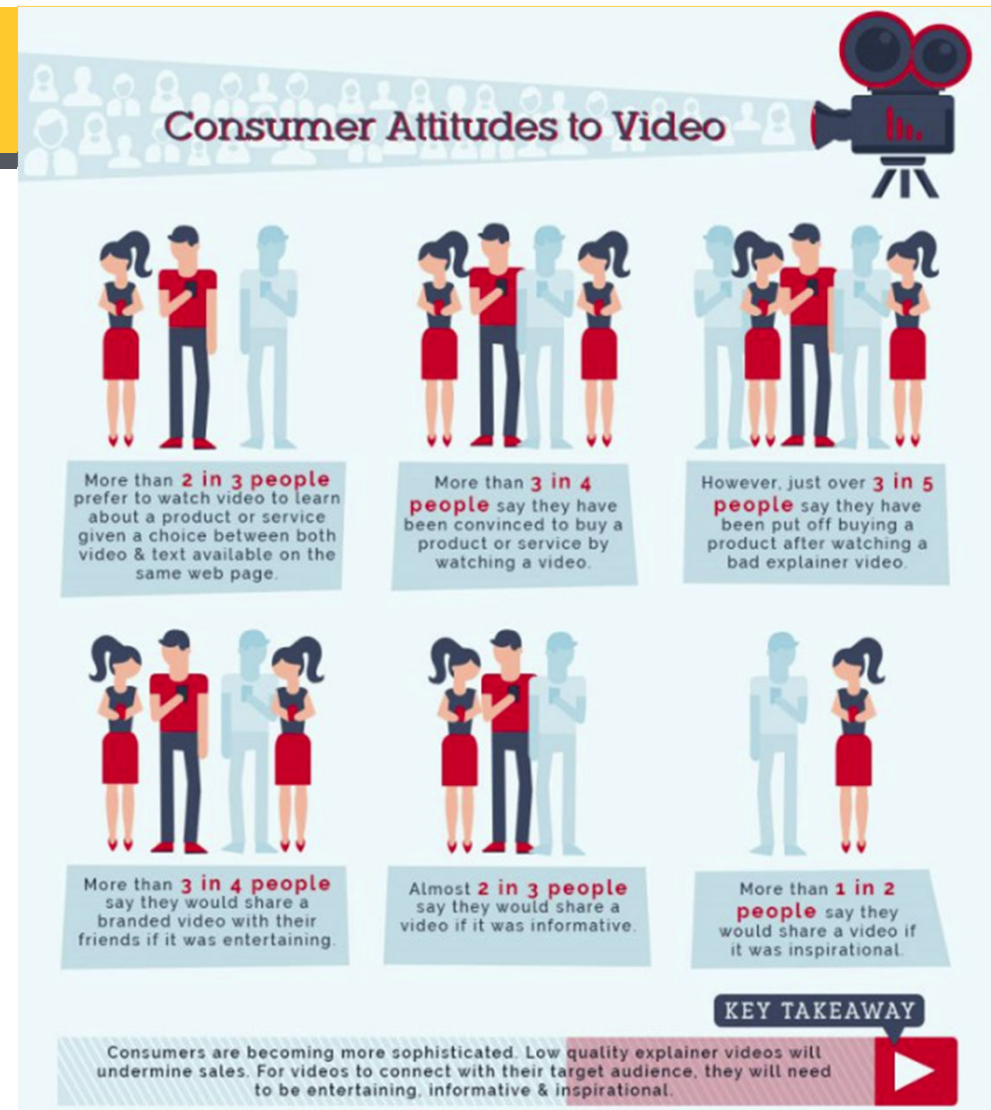 Consumer Attitudes to Video
More than 2 in 3 people
prefer to watch video to learn
about a product or service
given a choice between both
video & text available on the
same web page.
More than 3 in 4
people say they have
been convinced to buy a
product or service by
watching a video.
However, just over 3 in 5
people say they have
been put off buying a
product after watching a
bad explainer video.
More than 3 in 4 people
say they would share a
branded video with their
friends if it was entertaining.
Almost 2 in 3 people
say they would share a
video if it was informative.
More than 1 in 2
people say they
would share a video if
it was inspirational.
KEY TAKEAWAY
Consumers are becoming more sophisticated. Low quality explainer videos will
undermine sales. For videos to connect with their target audience, they will need
to be entertaining, informative & inspirational.